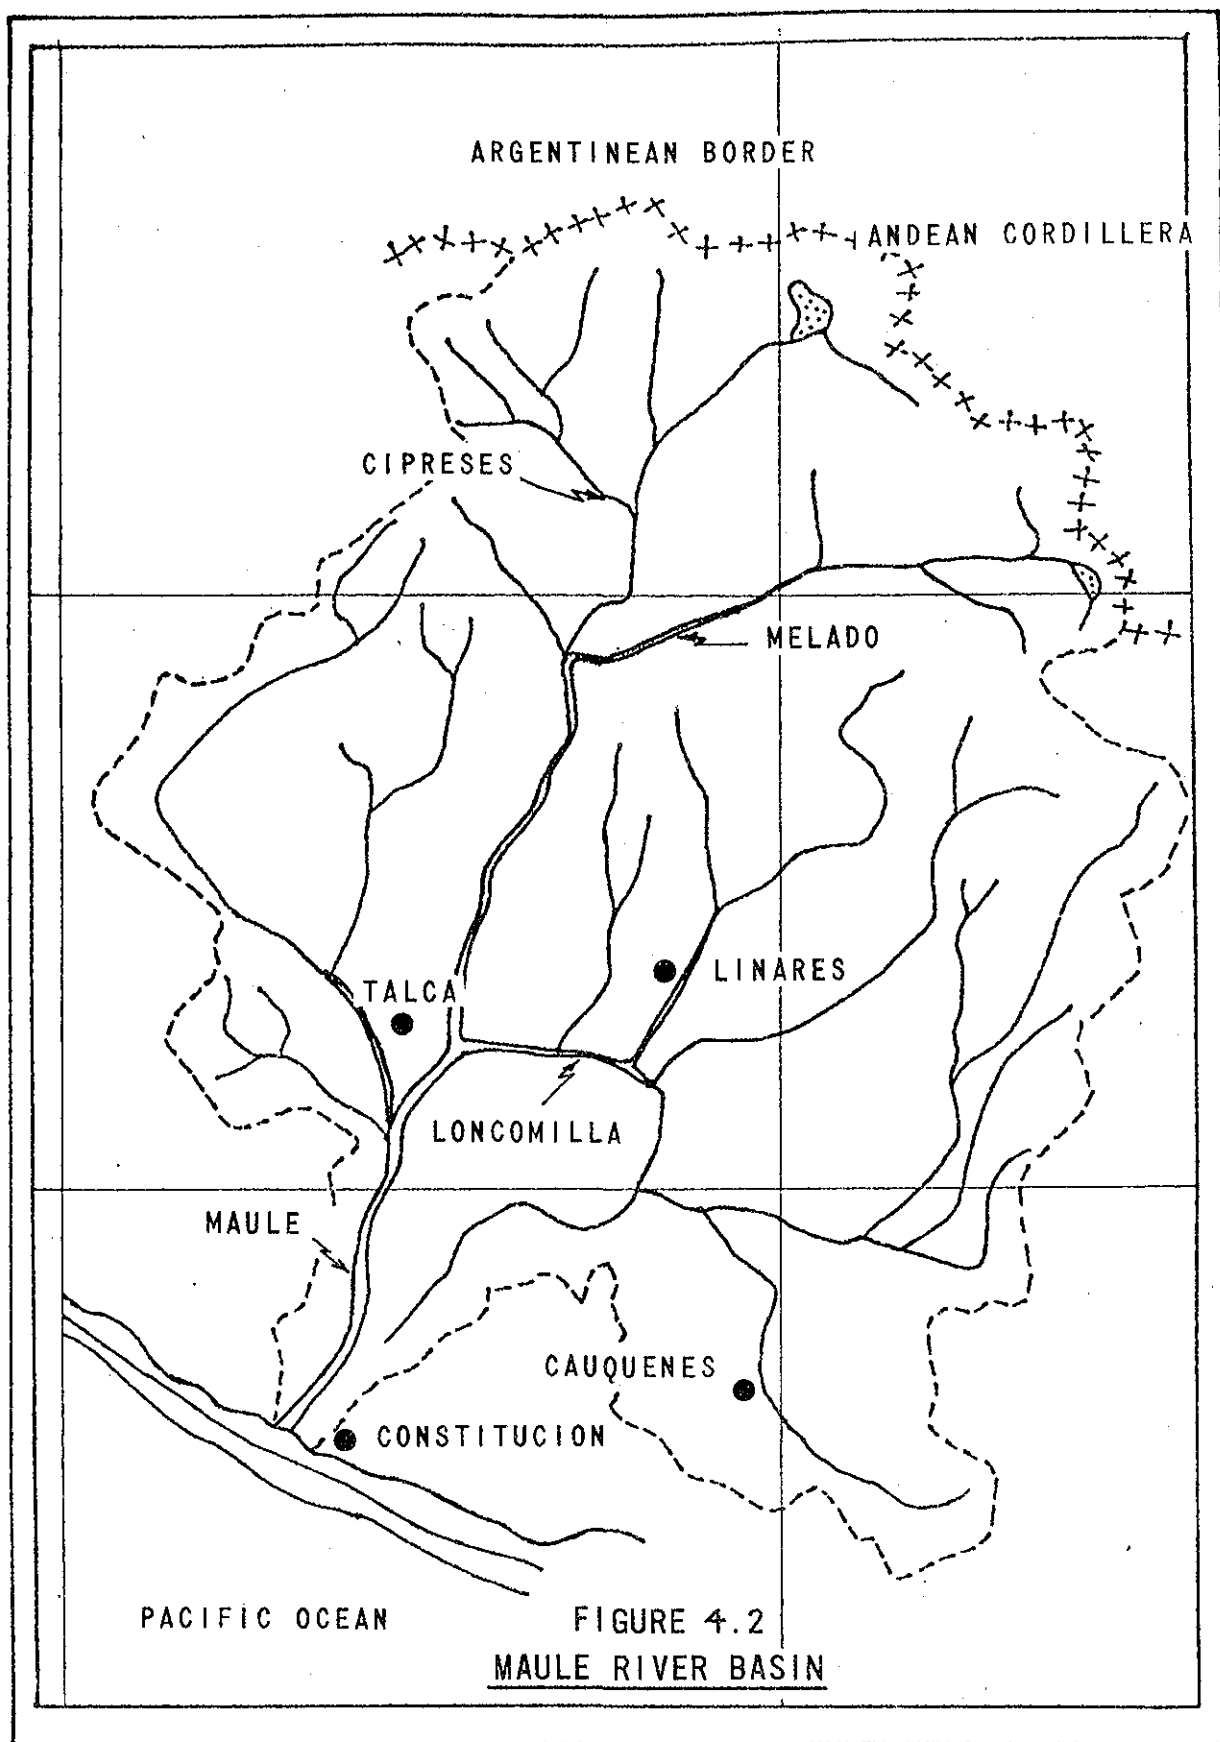 ARGENTINEAN BORDER
ANDEAN CORDILLERA
CIPRESES
MELADO
LINARES
TALCA
LONCOMILLA
MAULE
CAUQUENES
CONSTITUCION
PACIFIC OCEAN
FIGURE 4.2
MAULE RIVER BASIN